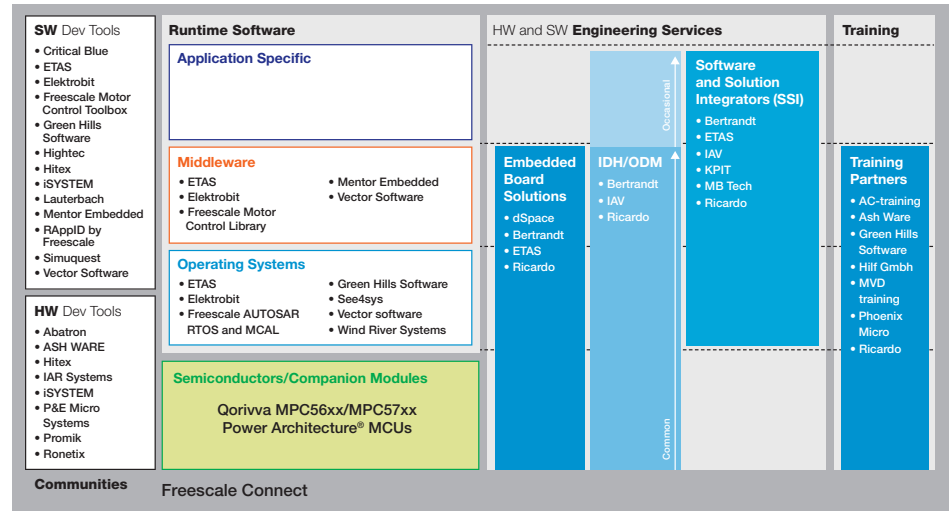 SW Dev Tools
• Critical Blue
• ETAS
• Elektrobit
• Freescale Motor
Control Toolbox
• Green Hills
Software
• Hightec
• Hitex
• iSYSTEM
• Lauterbach
• Mentor Embedded
• RAppID by
Freescale
• Simuquest
• Vector Software
HW Dev Tools
• Abatron
• ASH WARE
• Hitex
• IAR Systems
• iSYSTEM
• P&E Micro
Systems
• Promik
• Ronetix
Communities
Runtime Software
Application Specific
Middleware
• ETAS
• Elektrobit
• Freescale Motor
Control Library
• Mentor Embedded
• Vector Software
Operating Systems
• ETAS
• Elektrobit
• Freescale AUTOSAR
RTOS and MCAL
• Green Hills Software
• See4sys
• Vector software
• Wind River Systems
Semiconductors/Companion Modules
Qorivva MPC56xx/MPC57xx
Power Architecture® MCUs
Freescale Connect
HW and SW Engineering Services
Embedded
Board
Solutions
• dSpace
• Bertrandt
• ETAS
• Ricardo
Occasional
IDH/ODM
• Bertrandt
• IAV
• Ricardo
Common
Software
and Solution
Integrators (SSI)
• Bertrandt
• ETAS
• IAV
• KPIT
• MB Tech
• Ricardo
Training
Training
Partners
• AC-training
• Ash Ware
• Green Hills
Software
• Hilf Gmbh
• MVD
training
• Phoenix
Micro
• Ricardo